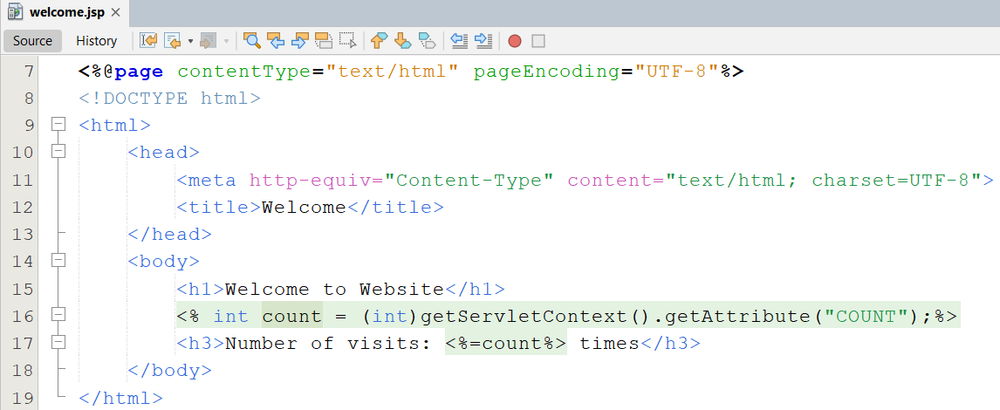 welcome.jsp
Source History
7 <%@page contentType="text/html" pageEncoding="UTF-8"%>
8 <!DOCTYPE html>
9 <html>
10 <head>
11 <meta http-equiv="Content-Type" content="text/html; charset=UTF-8">
12 <title>Welcome</title>
13 </head>
14 <body>
15 <h1>Welcome to Website</h1>
16 <% int count = (int)getServletContext().getAttribute("COUNT");%>
17 <h3>Number of visits: <%=count%> times</h3>
18 </body>
19 </html>